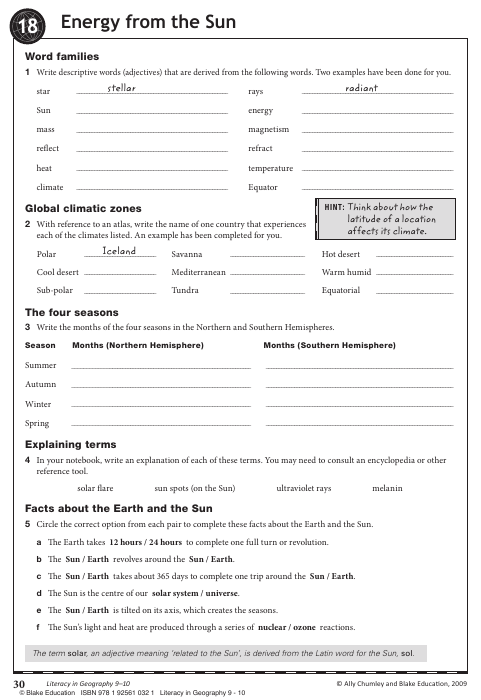 18
Energy from the Sun
Word families
1 Write descriptive words (adjectives) that are derived from the following words. Two examples have been done for you.
star stellar rays radiant
Sun energy
mass magnetism
reflect refract
heat temperature
climate Equator
Global climatic zones
2 With reference to an atlas, write the name of one country that experiences
each of the climates listed. An example has been completed for you.
HINT: Think about how the
latitude of a location
affects its climate.
Polar Iceland Savanna Hot desert
Cool desert Mediterranean Warm humid
Sub-polar Tundra Equatorial
The four seasons
3 Write the months of the four seasons in the Northern and Southern Hemispheres.
Season Months (Northern Hemisphere) Months (Southern Hemisphere)
Summer
Autumn
Winter
Spring
Explaining terms
4 In your notebook, write an explanation of each of these terms. You may need to consult an encyclopedia or other
reference tool.
solar flare sun spots (on the Sun) ultraviolet rays melanin
Facts about the Earth and the Sun
5 Circle the correct option from each pair to complete these facts about the Earth and the Sun.
a The Earth takes 12 hours / 24 hours to complete one full turn or revolution.
b The Sun / Earth revolves around the Sun / Earth.
c The Sun / Earth takes about 365 days to complete one trip around the Sun / Earth.
d The Sun is the centre of our solar system / universe.
e The Sun / Earth is tilted on its axis, which creates the seasons.
f The Sun's light and heat are produced through a series of nuclear / ozone reactions.
The term solar, an adjective meaning 'related to the Sun', is derived from the Latin word for the Sun, sol.
30 Literacy in Geography 9–10 © Ally Chumley and Blake Education, 2009
© Blake Education ISBN 978 1 92561 032 1 Literacy in Geography 9 - 10